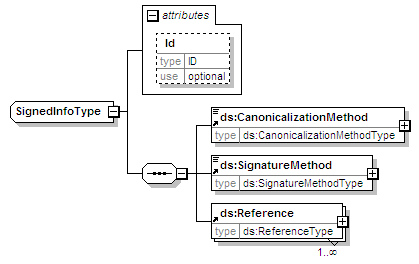 attributes
Id
type ID
use optional
SignedInfoType
ds:CanonicalizationMethod
type ds:CanonicalizationMethodType
ds:SignatureMethod
type ds:SignatureMethodType
ds:Reference
type ds:ReferenceType
1..∞